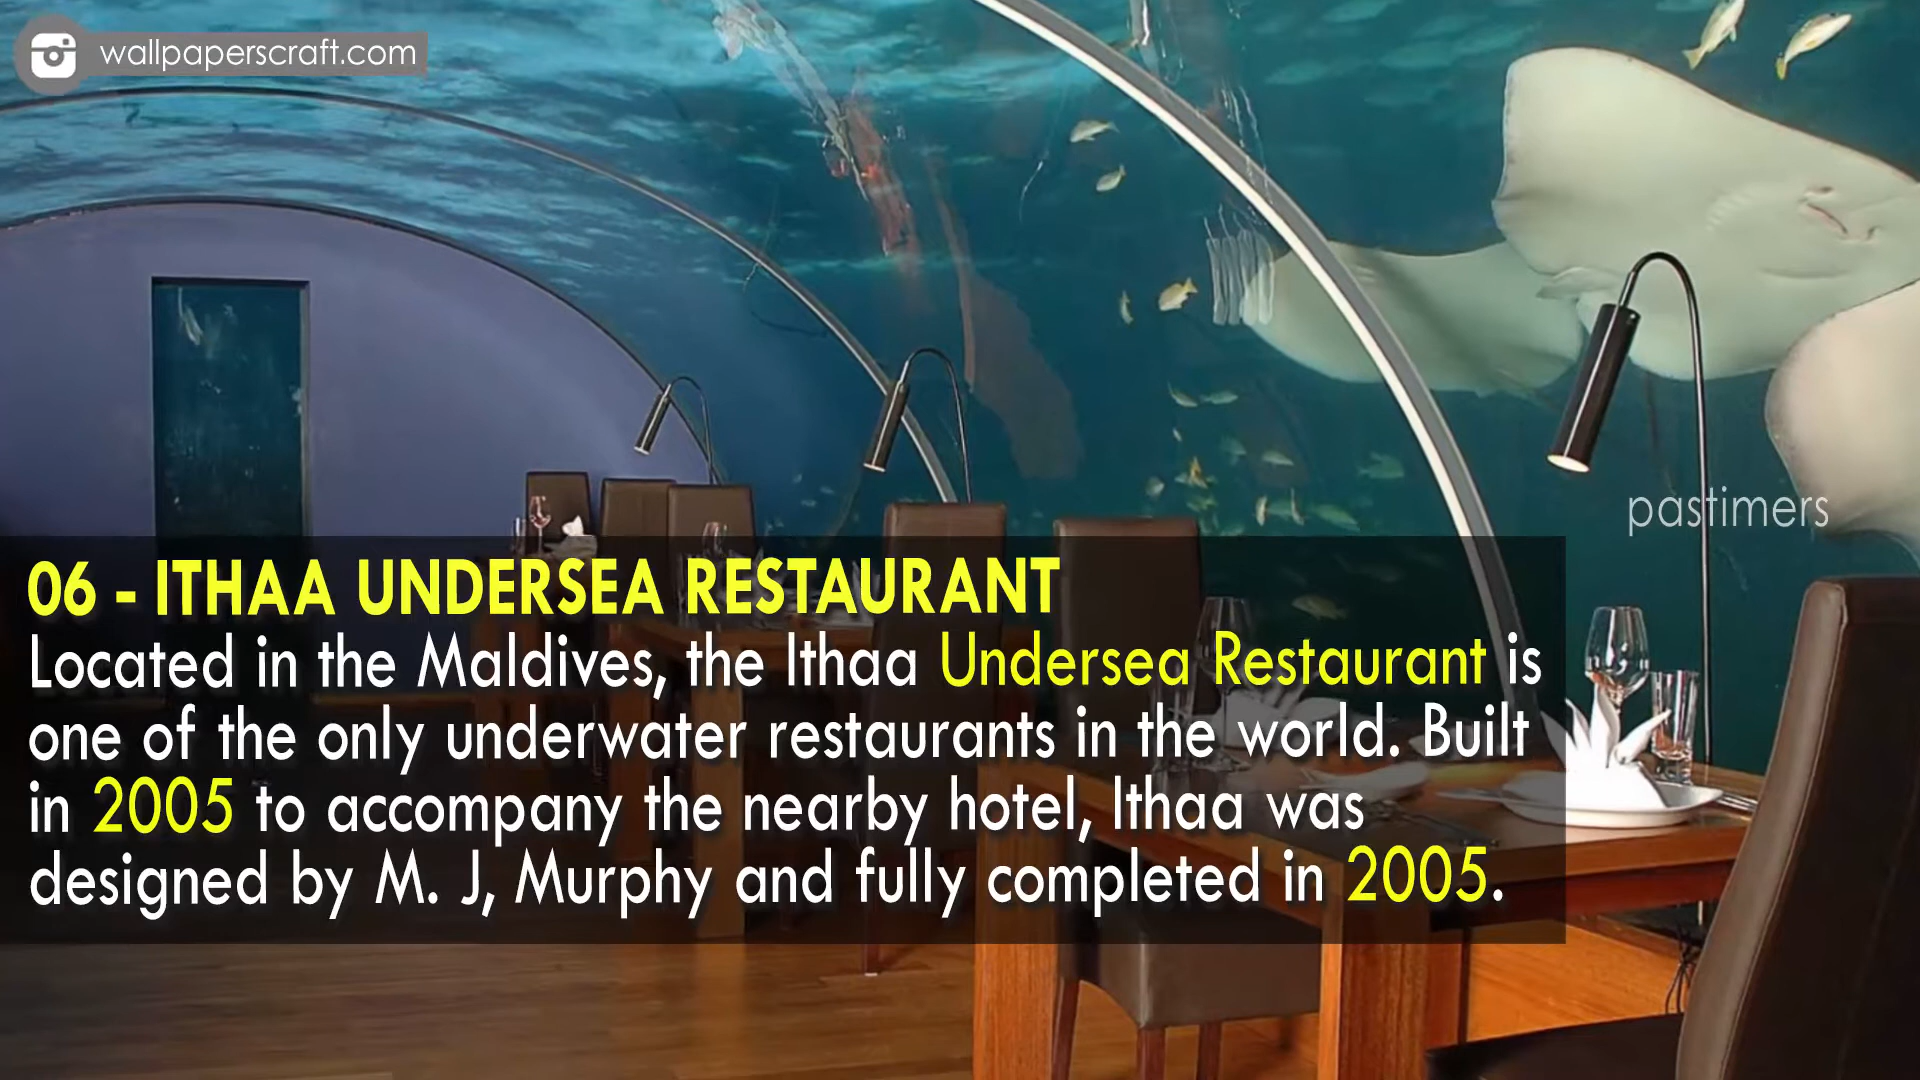 wallpaperscraft.com
pastimers
06 - ITHAA UNDERSEA RESTAURANT
Located in the Maldives, the Ithaa Undersea Restaurant is
one of the only underwater restaurants in the world. Built
in 2005 to accompany the nearby hotel, Ithaa was
designed by M. J, Murphy and fully completed in 2005.